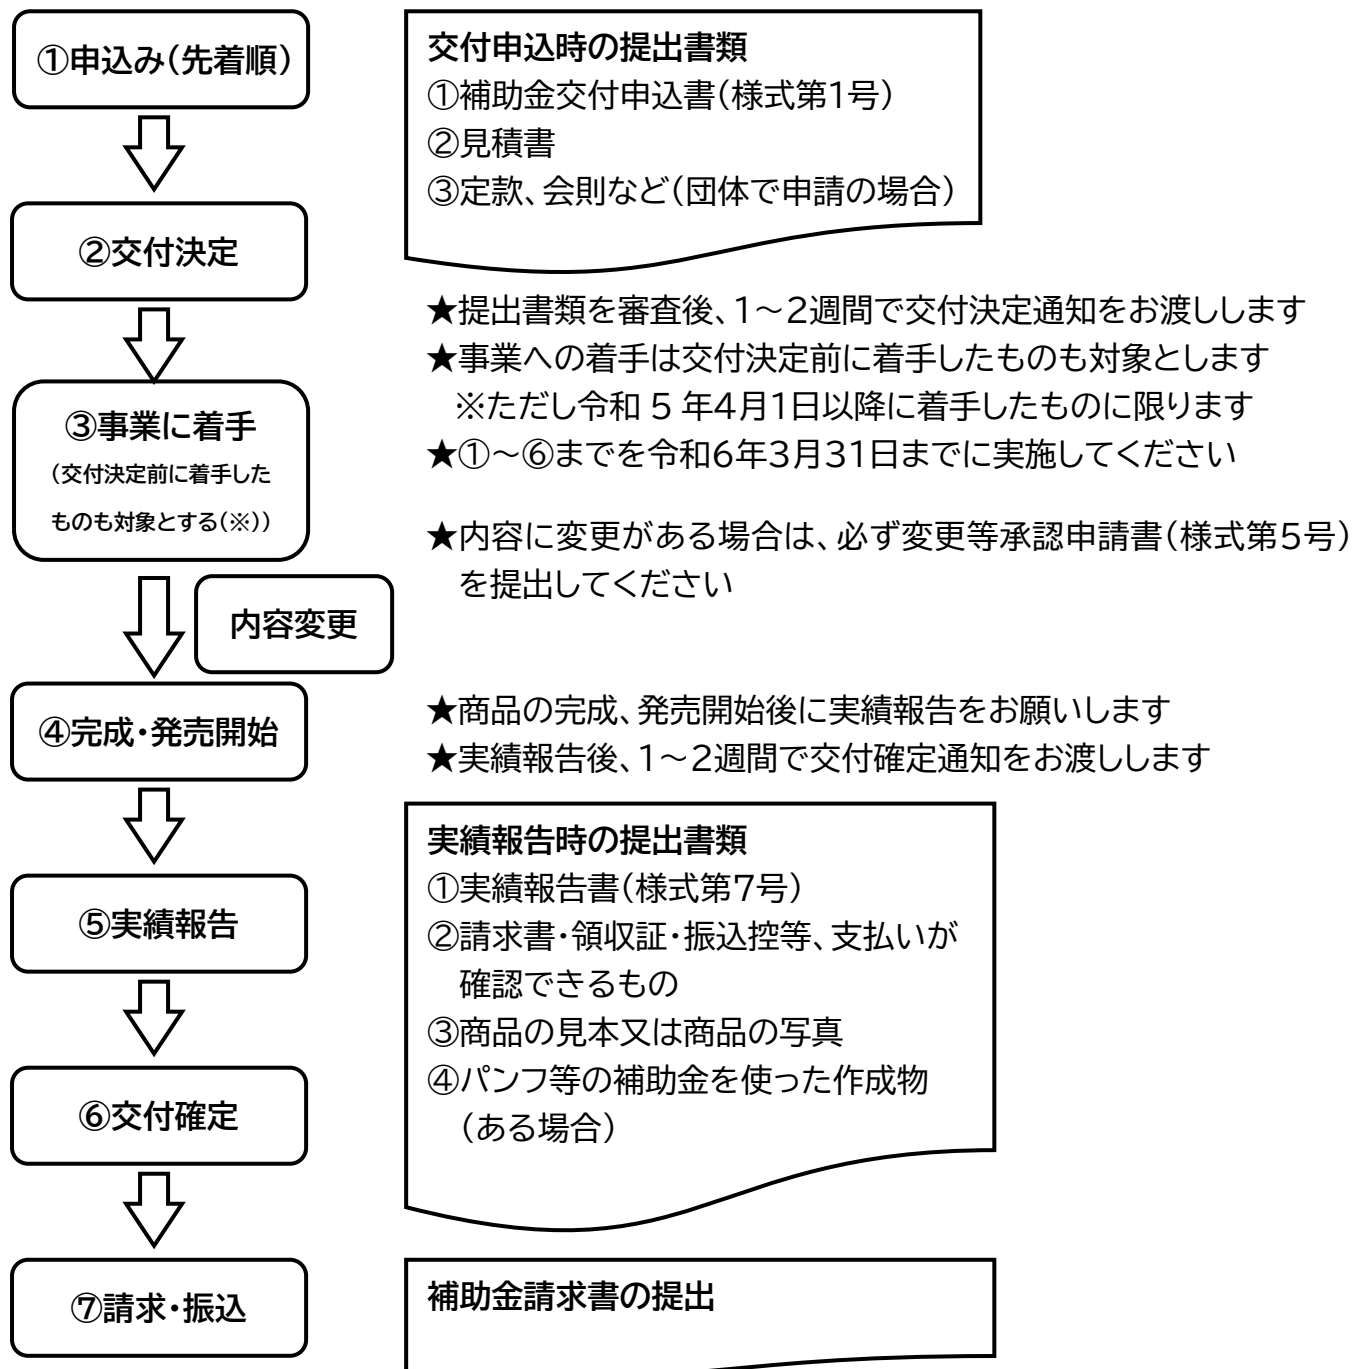 ①申込み(先着順)
交付申込時の提出書類
①補助金交付申込書(様式第1号)
②見積書
③定款、会則など(団体で申請の場合)
②交付決定
★提出書類を審査後、1~2週間で交付決定通知をお渡しします
★事業への着手は交付決定前に着手したものも対象とします
※ただし令和 5 年4月1日以降に着手したものに限ります
★①~⑥までを令和6年3月31日までに実施してください
③事業に着手
(交付決定前に着手した
ものも対象とする(※))
★内容に変更がある場合は、必ず変更等承認申請書(様式第5号)
を提出してください
内容変更
④完成・発売開始
★商品の完成、発売開始後に実績報告をお願いします
★実績報告後、1~2週間で交付確定通知をお渡しします
⑤実績報告
実績報告時の提出書類
①実績報告書(様式第7号)
②請求書・領収証・振込控等、支払いが
確認できるもの
③商品の見本又は商品の写真
④パンフ等の補助金を使った作成物
(ある場合)
⑥交付確定
⑦請求・振込
補助金請求書の提出